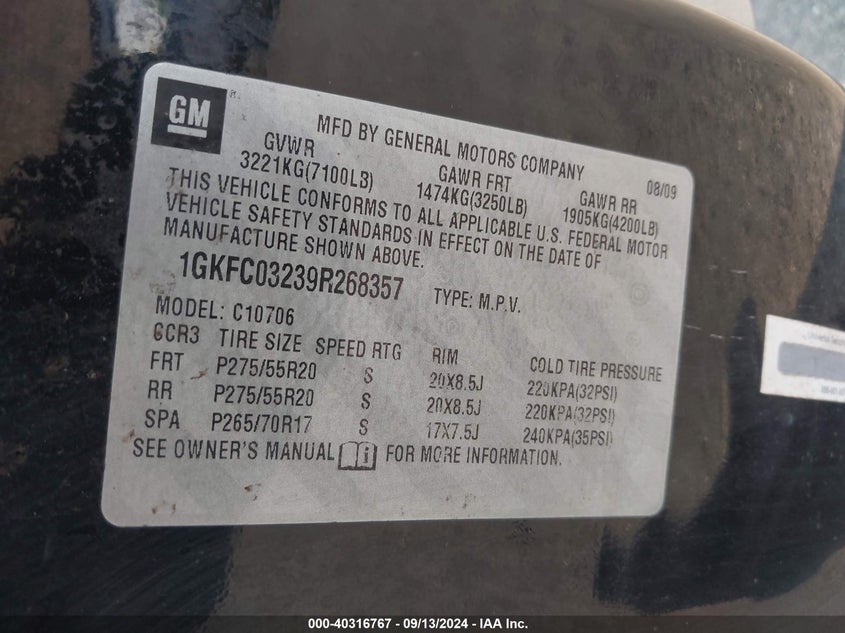 GM
MFD BY GENERAL MOTORS COMPANY 08/09
GVWR GAWR FRT GAWR RR
3221KG(7100LB) 1474KG(3250LB) 1905KG(4200LB)
THIS VEHICLE CONFORMS TO ALL APPLICABLE U.S. FEDERAL MOTOR
VEHICLE SAFETY STANDARDS IN EFFECT ON THE DATE OF
MANUFACTURE SHOWN ABOVE.
1GKFC03239R268357 TYPE: M.P.V.
MODEL: C10706
CCR3 TIRE SIZE SPEED RTG RIM COLD TIRE PRESSURE
FRT P275/55R20 S 20X8.5J 220KPA(32PSI)
RR P275/55R20 S 20X8.5J 220KPA(32PSI)
SPA P265/70R17 S 17X7.5J 240KPA(35PSI)
SEE OWNER'S MANUAL i FOR MORE INFORMATION.
000-40316767 - 09/13/2024 - IAA Inc.